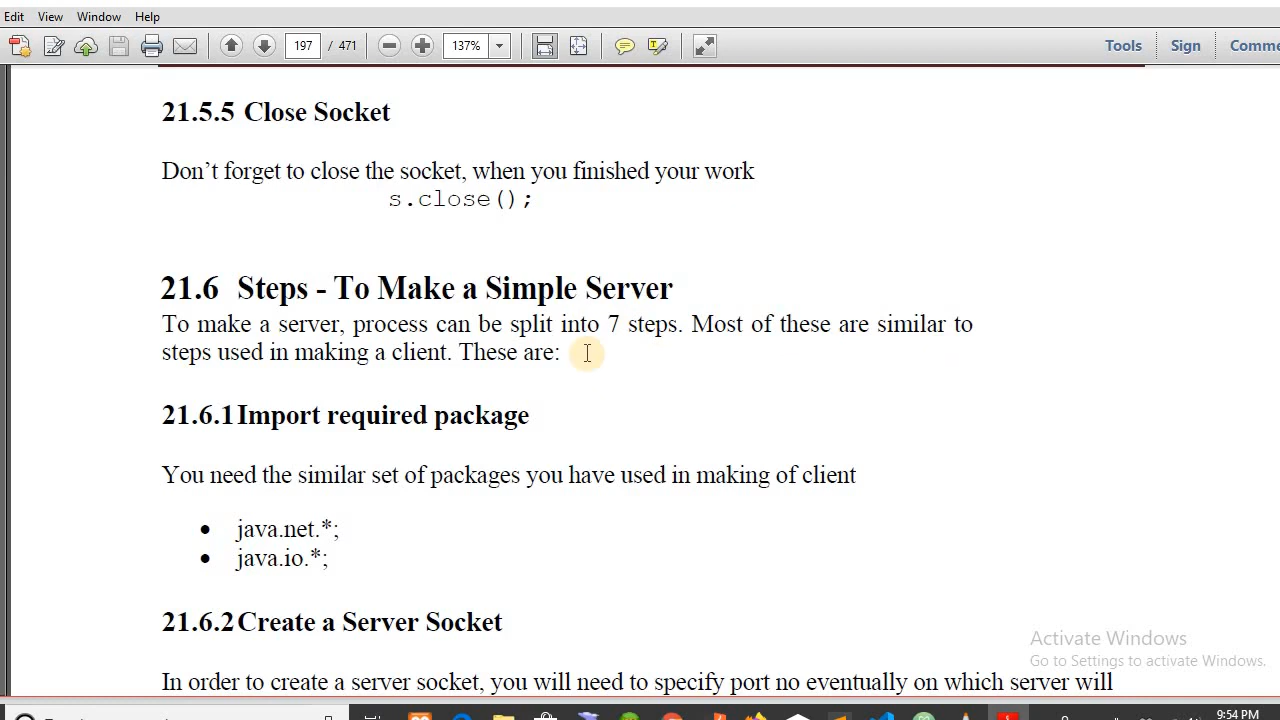 Edit View Window Help
197 / 471 137% Tools Sign Comme
21.5.5 Close Socket
Don’t forget to close the socket, when you finished your work
s.close();
21.6 Steps - To Make a Simple Server
To make a server, process can be split into 7 steps. Most of these are similar to
steps used in making a client. These are:
21.6.1Import required package
You need the similar set of packages you have used in making of client
• java.net.*;
• java.io.*;
21.6.2Create a Server Socket
Activate Windows
Go to Settings to activate Windows.
In order to create a server socket, you will need to specify port no eventually on which server will
9:54 PM